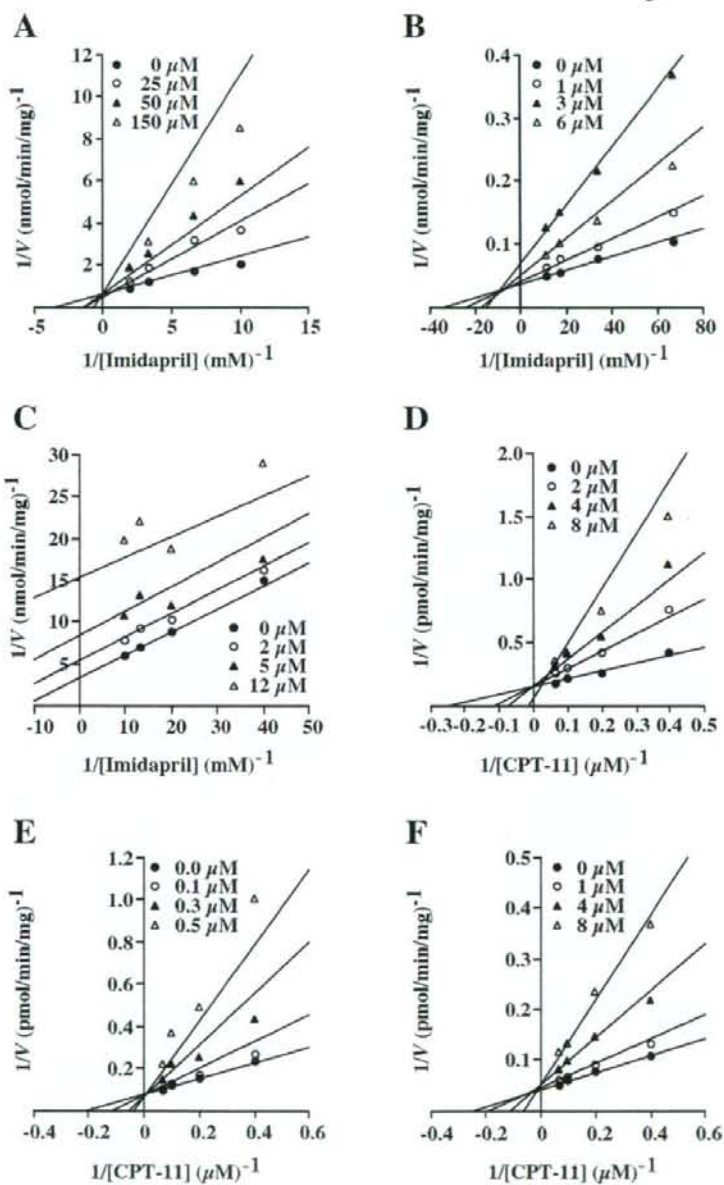 A
12
10
8
6
4
2
-5
0
5
10
15
0 µM
25 µM
50 µM
150 µM
1/V (nmol/min/mg)-1
1/[Imidapril] (mM)-1
B
0.4
0.3
0.2
0.1
-40
-20
0
20
40
60
80
0 µM
1 µM
3 µM
6 µM
1/V (nmol/min/mg)-1
1/[Imidapril] (mM)-1
C
30
25
20
15
10
5
-10
0
10
20
30
40
50
0 µM
2 µM
5 µM
12 µM
1/V (nmol/min/mg)-1
1/[Imidapril] (mM)-1
D
2.0
1.5
1.0
0.5
-0.3
-0.2
-0.1
0
0.1
0.2
0.3
0.4
0.5
0 µM
2 µM
4 µM
8 µM
1/V (pmol/min/mg)-1
1/[CPT-11] (µM)-1
E
1.2
1.0
0.8
0.6
0.4
0.2
-0.4
-0.2
0
0.2
0.4
0.6
0.0 µM
0.1 µM
0.3 µM
0.5 µM
1/V (pmol/min/mg)-1
1/[CPT-11] (µM)-1
F
0.5
0.4
0.3
0.2
0.1
-0.4
-0.2
0
0.2
0.4
0.6
0 µM
1 µM
4 µM
8 µM
1/V (pmol/min/mg)-1
1/[CPT-11] (µM)-1